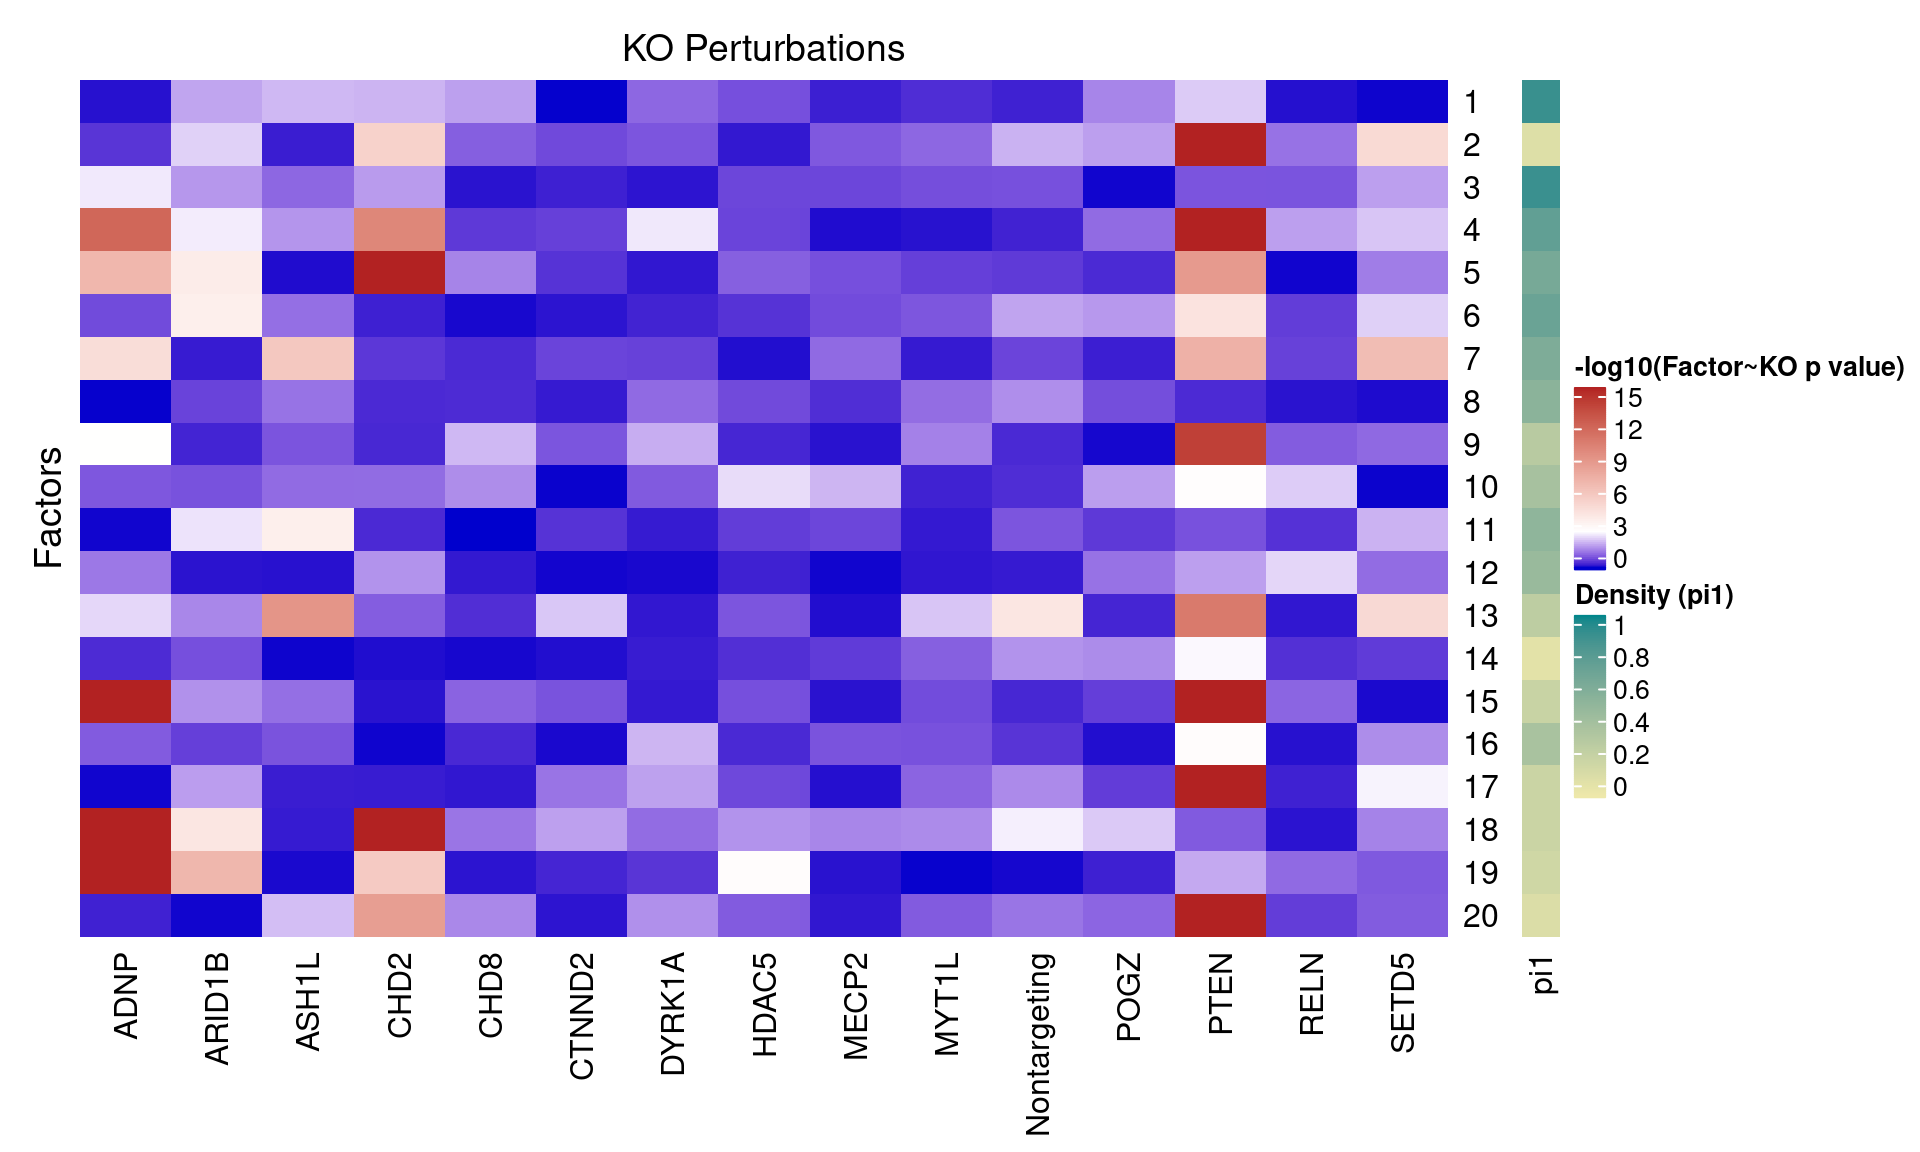 KO Perturbations
Factors
1
2
3
4
5
6
7
8
9
10
11
12
13
14
15
16
17
18
19
20
ADNP
ARID1B
ASH1L
CHD2
CHD8
CTNND2
DYRK1A
HDAC5
MECP2
MYT1L
Nontargeting
POGZ
PTEN
RELN
SETD5
pi1
-log10(Factor~KO p value)
15
12
9
6
3
0
Density (pi1)
1
0.8
0.6
0.4
0.2
0